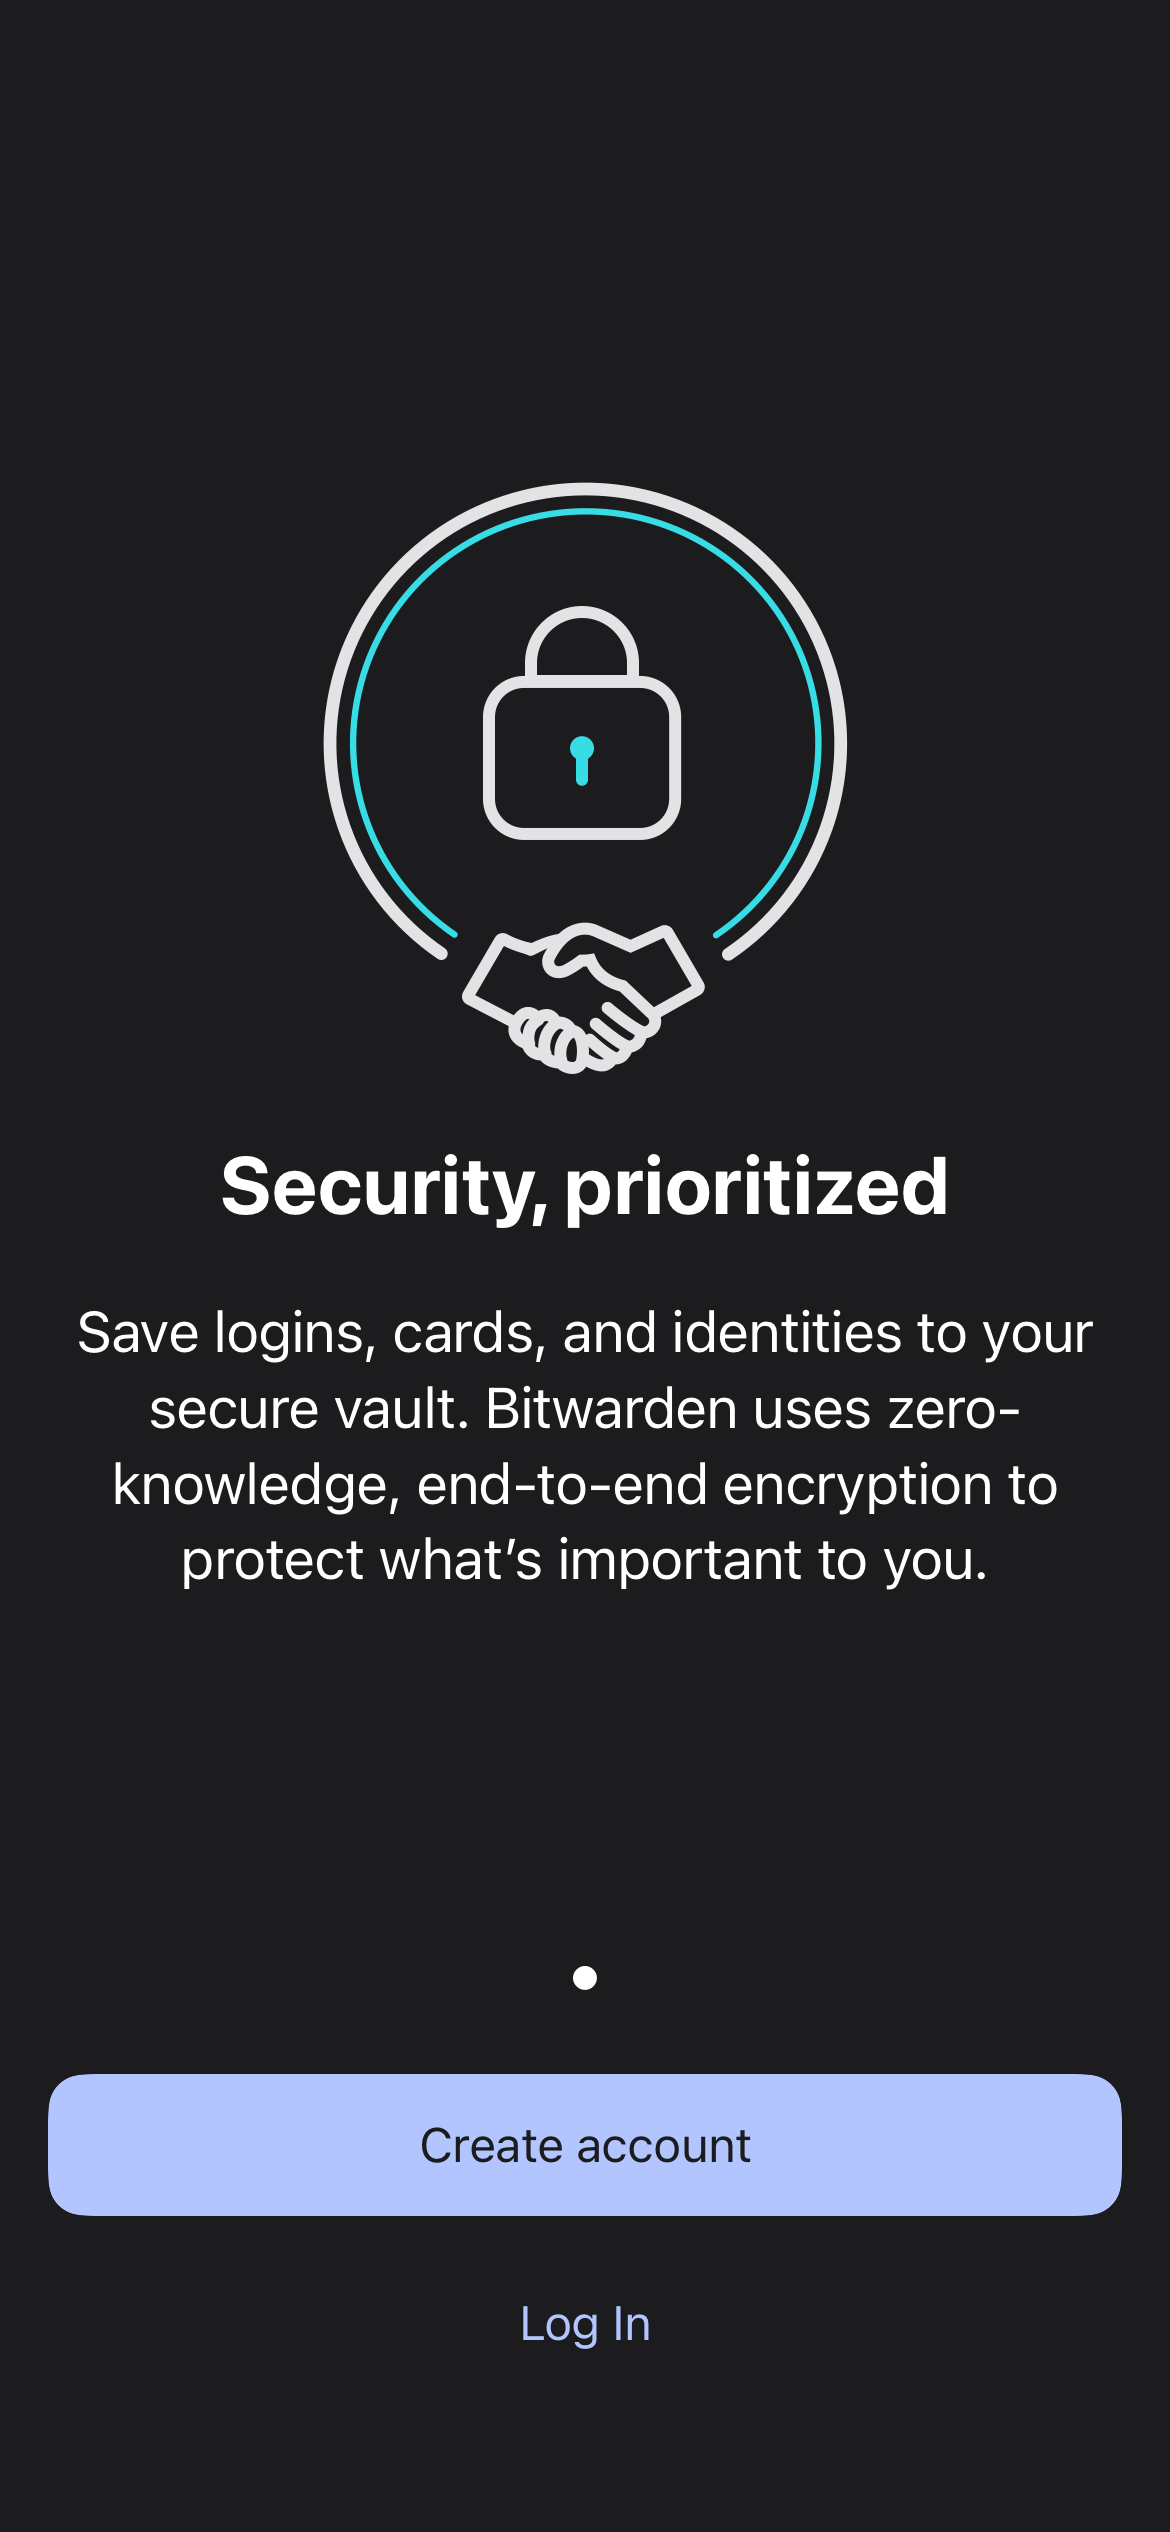 Security, prioritized
Save logins, cards, and identities to your
secure vault. Bitwarden uses zero-
knowledge, end-to-end encryption to
protect what’s important to you.
Create account
Log In